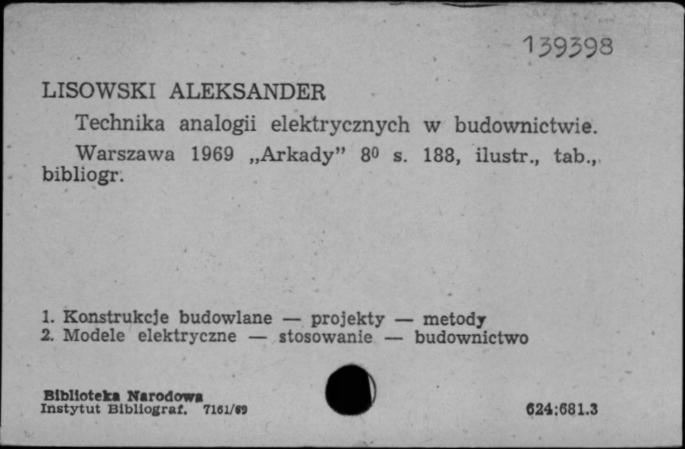 139398
LISOWSKI ALEKSANDER
Technika analogii elektrycznych w budownictwie.
Warszawa 1969 „Arkady” 8⁰ s. 188, ilustr., tab.,
bibliogr.
1. Konstrukcje budowlane — projekty — metody
2. Modele elektryczne — stosowanie — budownictwo
Biblioteka Narodowa
Instytut Bibliograf. 7161/69
624:681.3